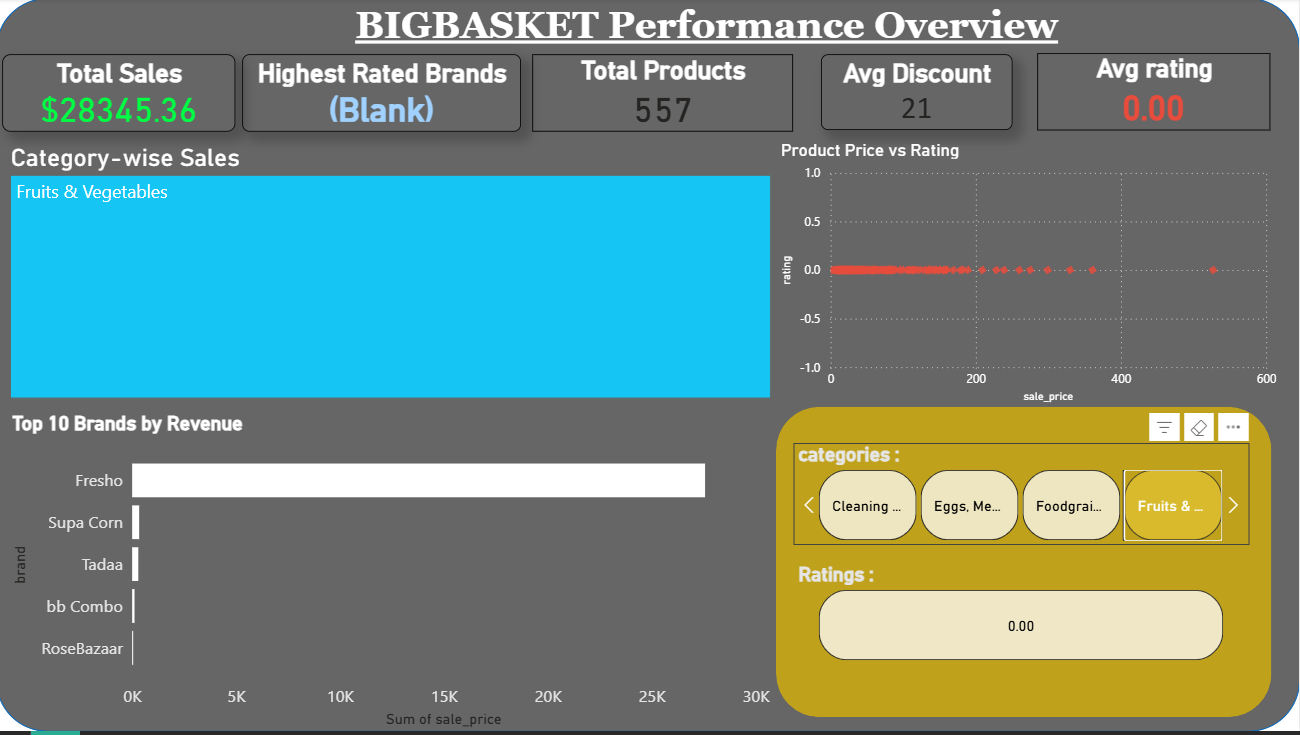 BIGBASKET Performance Overview
Total Sales
$28345.36
Highest Rated Brands
(Blank)
Total Products
557
Avg Discount
21
Avg rating
0.00
Category-wise Sales
Fruits & Vegetables
Product Price vs Rating
1.0
0.5
0.0
-0.5
-1.0
rating
0
200
400
600
sale_price
Top 10 Brands by Revenue
brand
Fresho
Supa Corn
Tadaa
bb Combo
RoseBazaar
0K
5K
10K
15K
20K
25K
30K
Sum of sale_price
categories :
Cleaning ...
Eggs, Me...
Foodgrai...
Fruits & ...
Ratings :
0.00